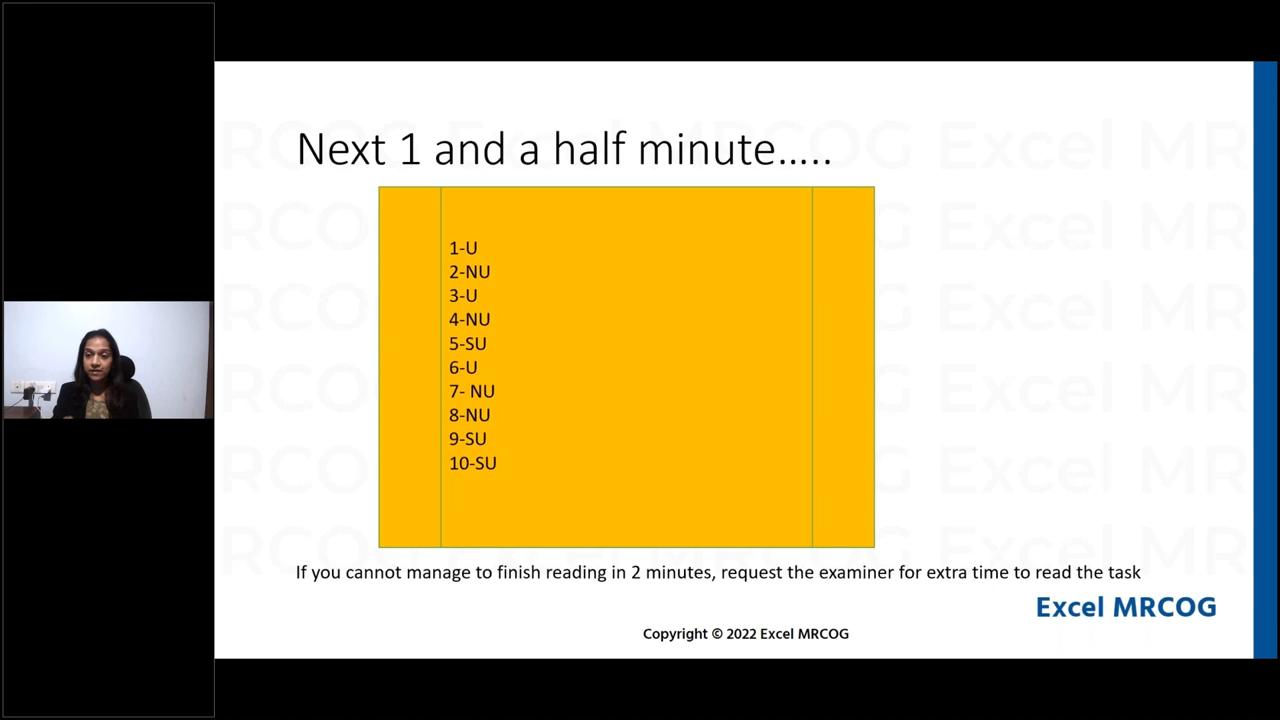 Next 1 and a half minute.....
1-U
2-NU
3-U
4-NU
5-SU
6-U
7- NU
8-NU
9-SU
10-SU
If you cannot manage to finish reading in 2 minutes, request the examiner for extra time to read the task
Excel MRCOG
Copyright © 2022 Excel MRCOG